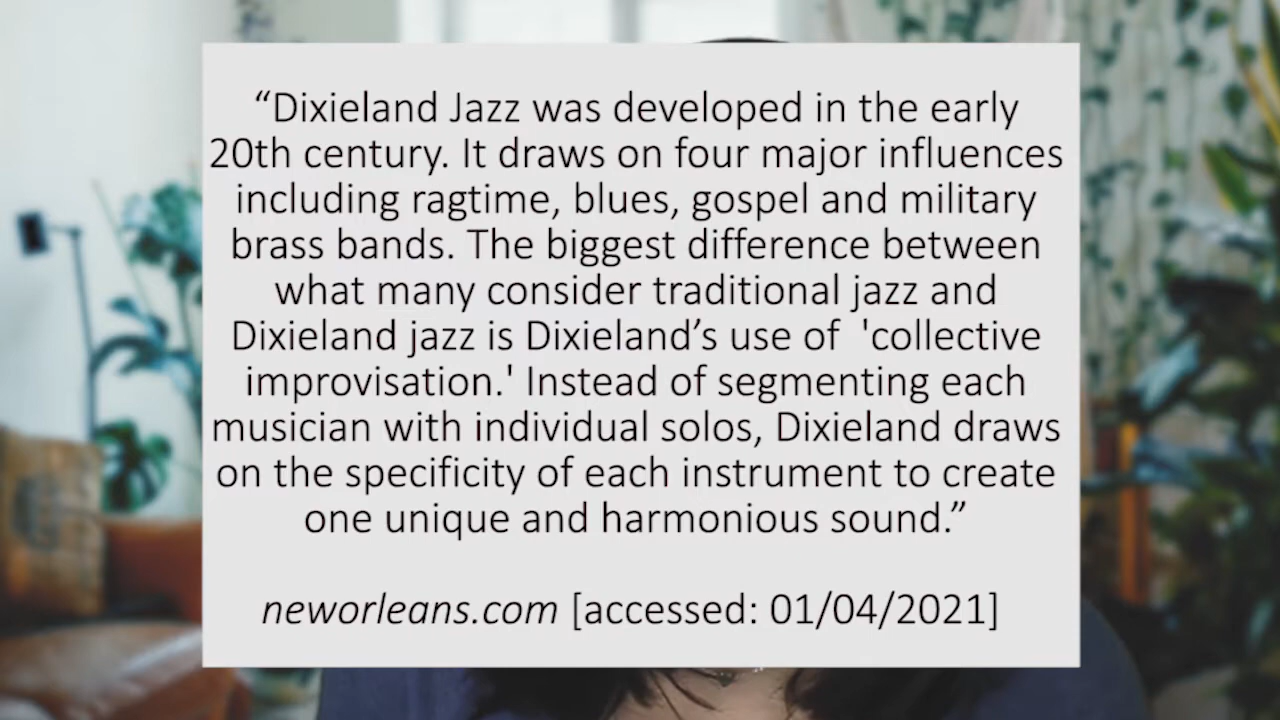 “Dixieland Jazz was developed in the early
20th century. It draws on four major influences
including ragtime, blues, gospel and military
brass bands. The biggest difference between
what many consider traditional jazz and
Dixieland jazz is Dixieland’s use of  'collective
improvisation.' Instead of segmenting each
musician with individual solos, Dixieland draws
on the specificity of each instrument to create
one unique and harmonious sound.”
neworleans.com [accessed: 01/04/2021]